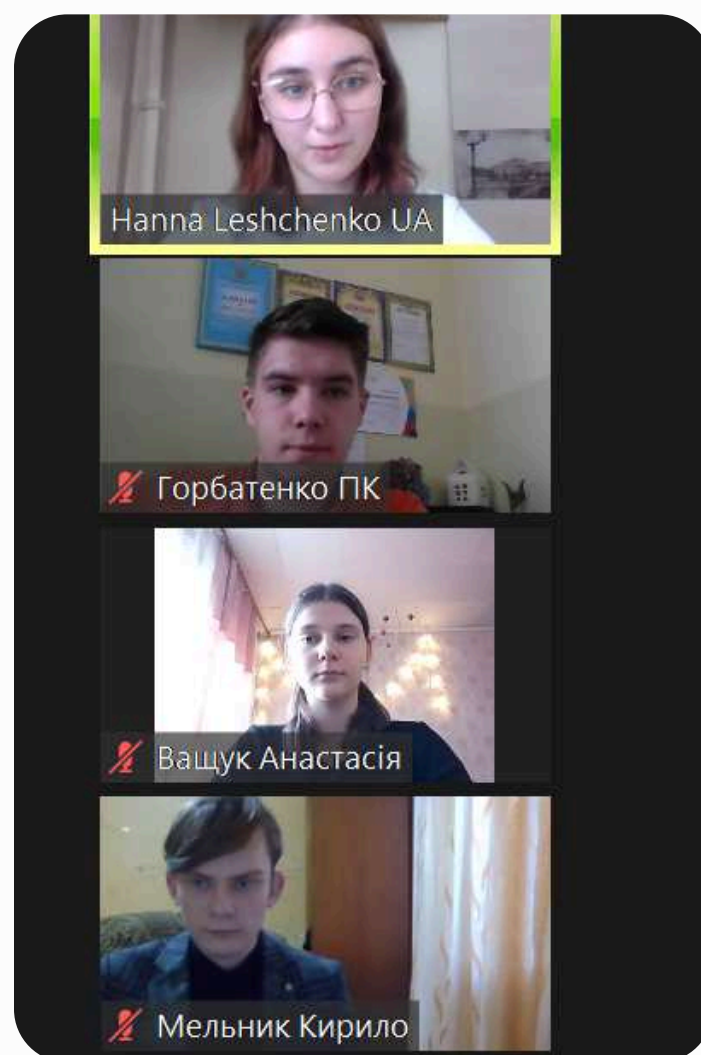 Hanna Leshchenko UA
Горбатенко ПК
Ващук Анастасія
Мельник Кирило